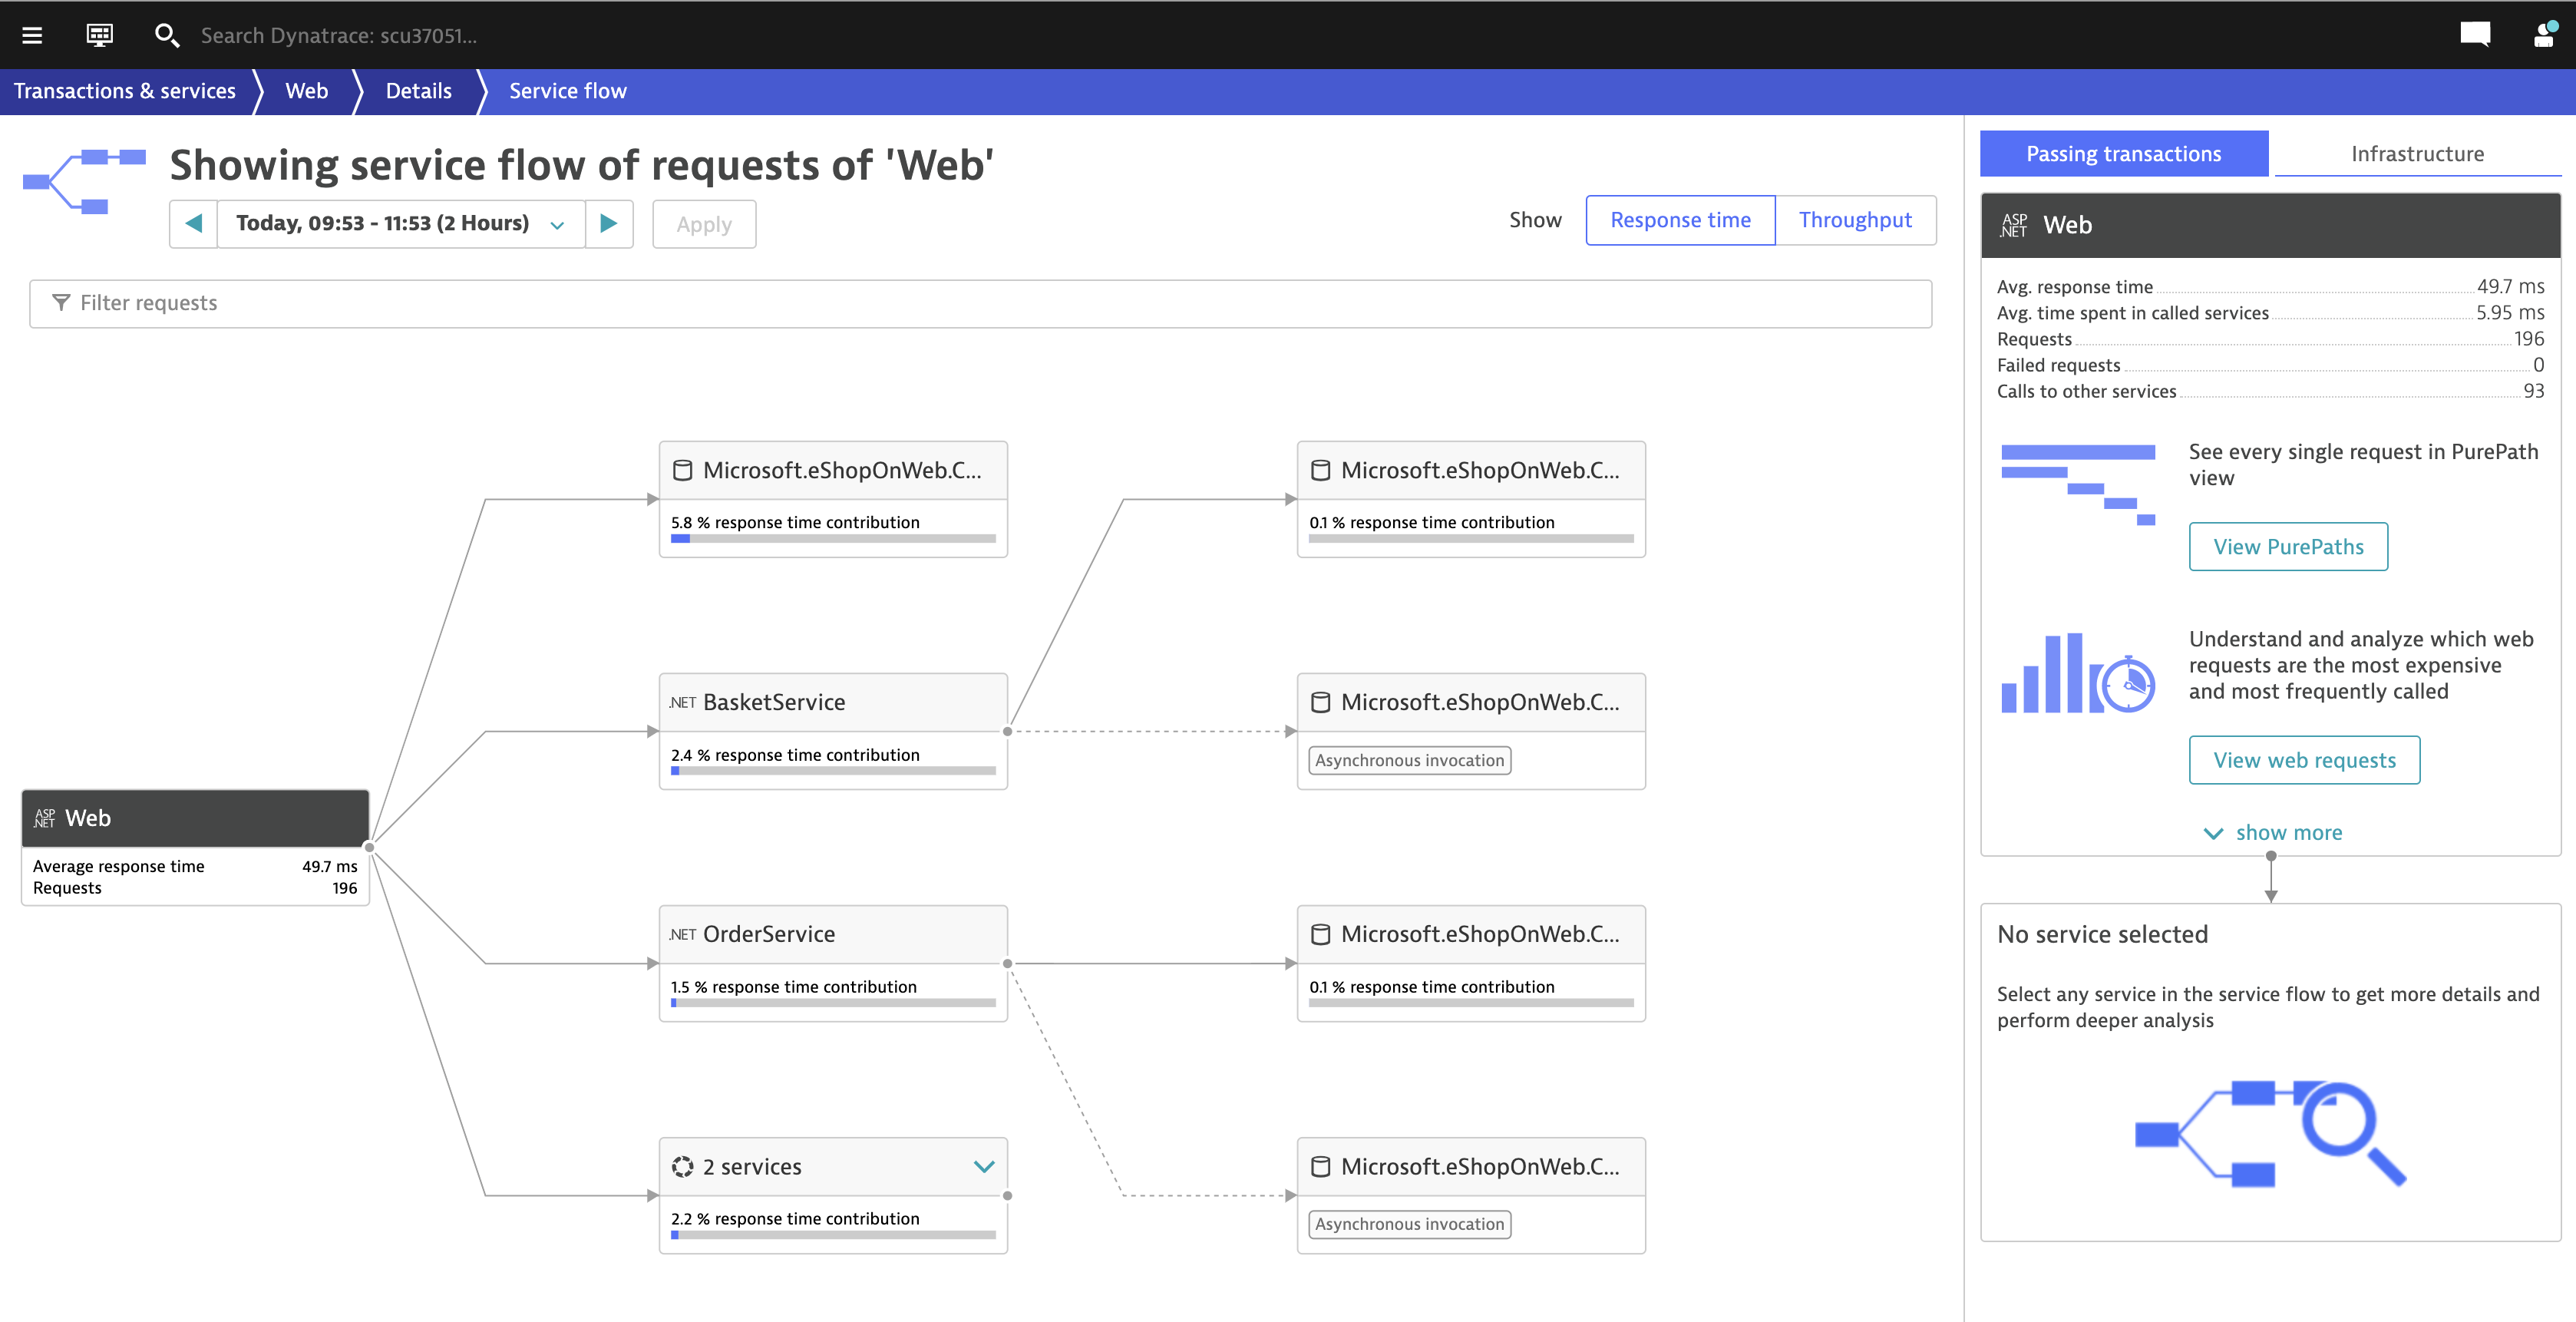 Search Dynatrace: scu37051...
Transactions & services
Web
Details
Service flow
Showing service flow of requests of 'Web'
Today, 09:53 - 11:53 (2 Hours)
Apply
Show
Response time
Throughput
Filter requests
Microsoft.eShopOnWeb.C...
5.8 % response time contribution
Microsoft.eShopOnWeb.C...
0.1 % response time contribution
.NET BasketService
2.4 % response time contribution
Microsoft.eShopOnWeb.C...
Asynchronous invocation
ASP
.NET
Web
Average response time 49.7 ms
Requests 196
.NET OrderService
1.5 % response time contribution
Microsoft.eShopOnWeb.C...
0.1 % response time contribution
2 services
2.2 % response time contribution
Microsoft.eShopOnWeb.C...
Asynchronous invocation
Passing transactions
Infrastructure
ASP
.NET
Web
Avg. response time 49.7 ms
Avg. time spent in called services 5.95 ms
Requests 196
Failed requests 0
Calls to other services 93
See every single request in PurePath
view
View PurePaths
Understand and analyze which web
requests are the most expensive
and most frequently called
View web requests
show more
No service selected
Select any service in the service flow to get more details and
perform deeper analysis